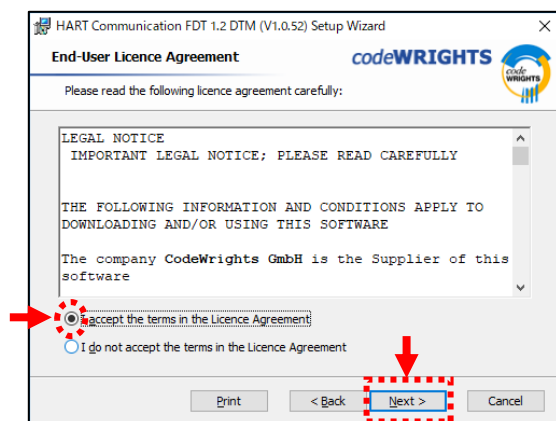 HART Communication FDT 1.2 DTM (V1.0.52) Setup Wizard
End-User Licence Agreement
codeWRIGHTS
code
WRIGHTS
Please read the following licence agreement carefully:
LEGAL NOTICE
IMPORTANT LEGAL NOTICE; PLEASE READ CAREFULLY
THE FOLLOWING INFORMATION AND CONDITIONS APPLY TO
DOWNLOADING AND/OR USING THIS SOFTWARE
The company CodeWrights GmbH is the Supplier of this
software
I accept the terms in the Licence Agreement
I do not accept the terms in the Licence Agreement
Print
< Back
Next >
Cancel